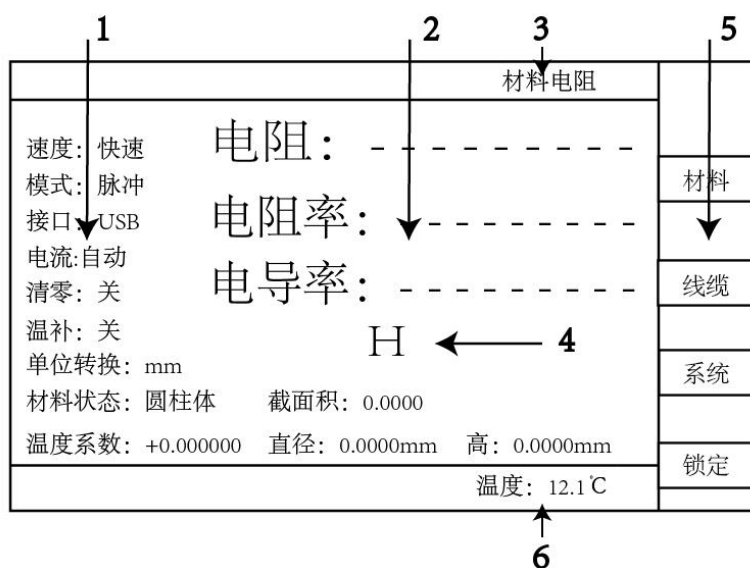 1 2 3 5
材料电阻
速度：快速
电阻： - - - - - - - - -
模式：脉冲
材料
接口：USB
电阻率： - - - - - - - -
电流:自动
清零：关
电导率： - - - - - - - - -
线缆
温补：关
H 4
单位转换：mm
系统
材料状态：圆柱体 截面积：0.0000
温度系数：+0.000000 直径：0.0000mm 高：0.0000mm
锁定
温度：12.1℃
6